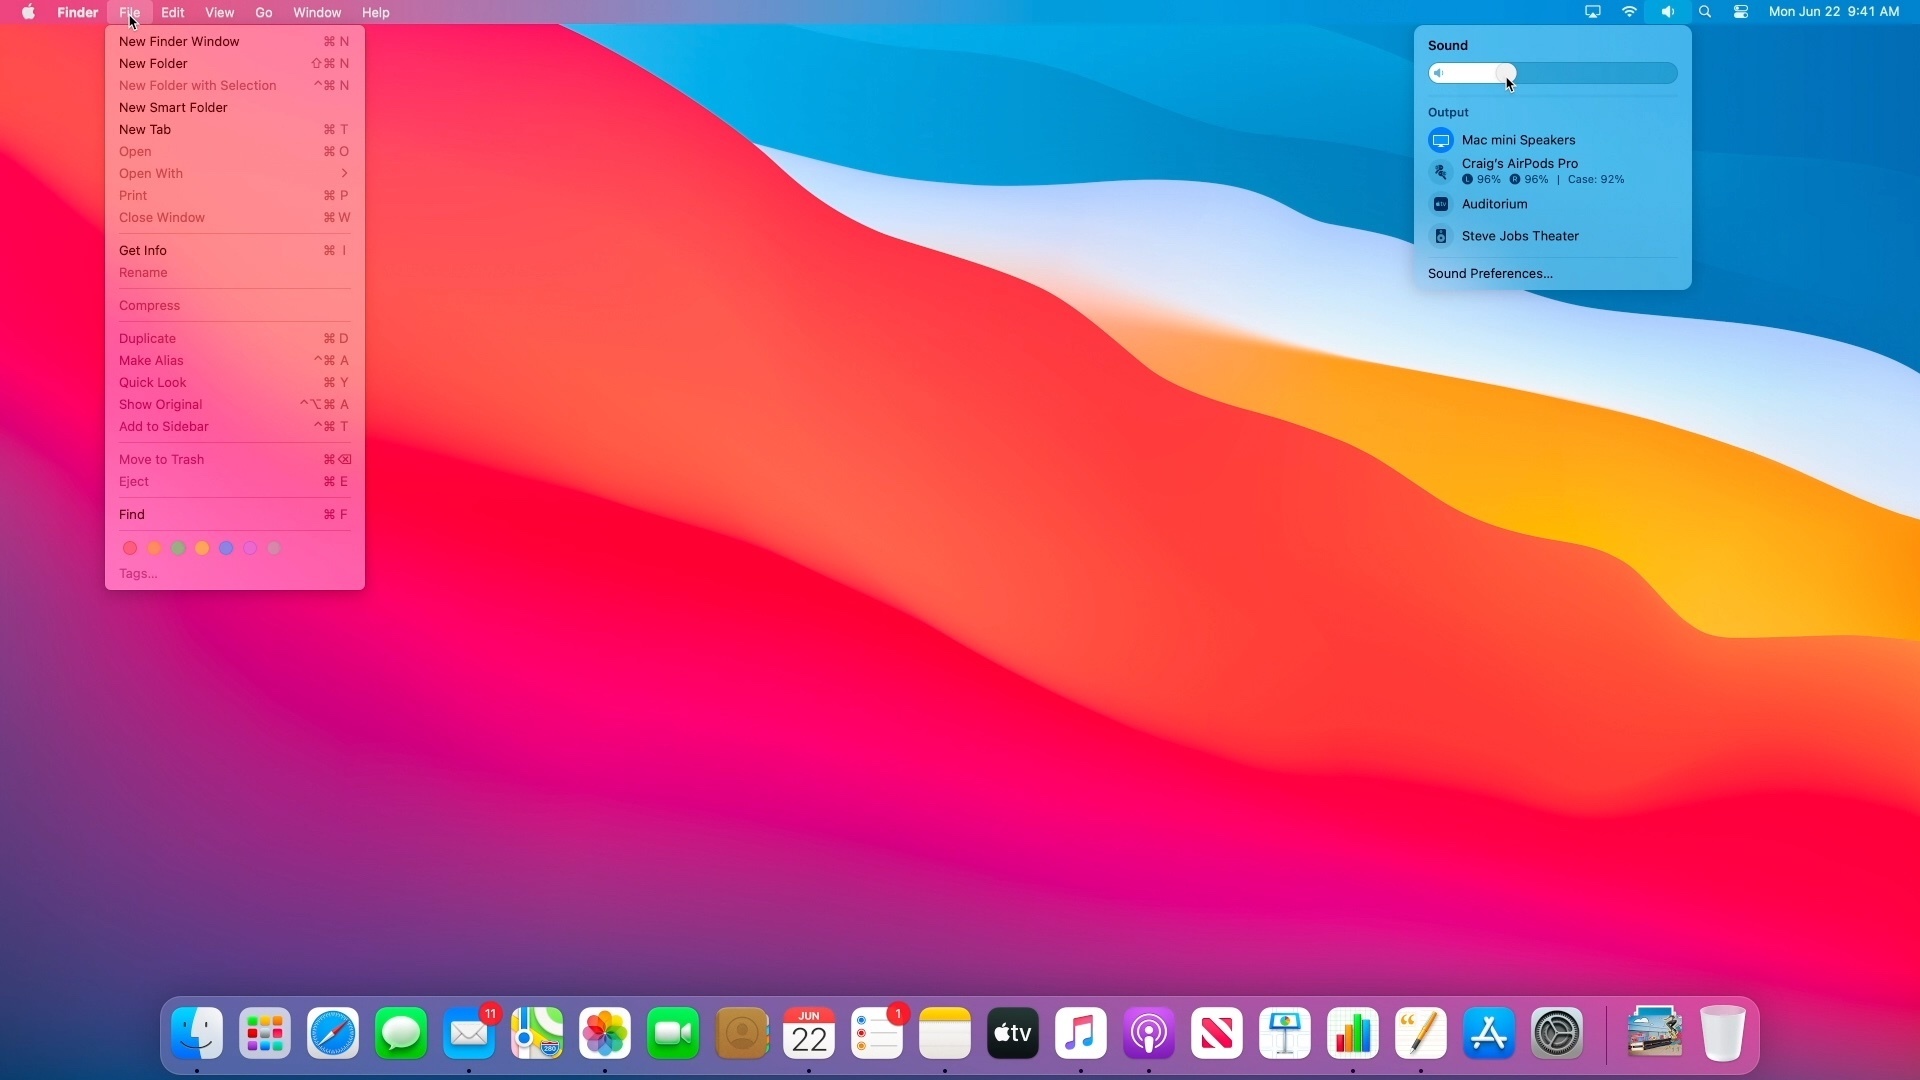 Finder File Edit View Go Window Help Mon Jun 22 9:41 AM
New Finder Window ⌘ N
New Folder ⇧⌘ N
New Folder with Selection ^⌘ N
New Smart Folder
New Tab ⌘ T
Open ⌘ O
Open With >
Print ⌘ P
Close Window ⌘ W
Get Info ⌘ I
Rename
Compress
Duplicate ⌘ D
Make Alias ^⌘ A
Quick Look ⌘ Y
Show Original ^⌥⌘ A
Add to Sidebar ^⌘ T
Move to Trash ⌘⌫
Eject ⌘ E
Find ⌘ F
Tags...
Sound
Output
Mac mini Speakers
Craig's AirPods Pro
L 96% R 96% | Case: 92%
tv
Auditorium
Steve Jobs Theater
Sound Preferences...
11
280
JUN
22
1
tv